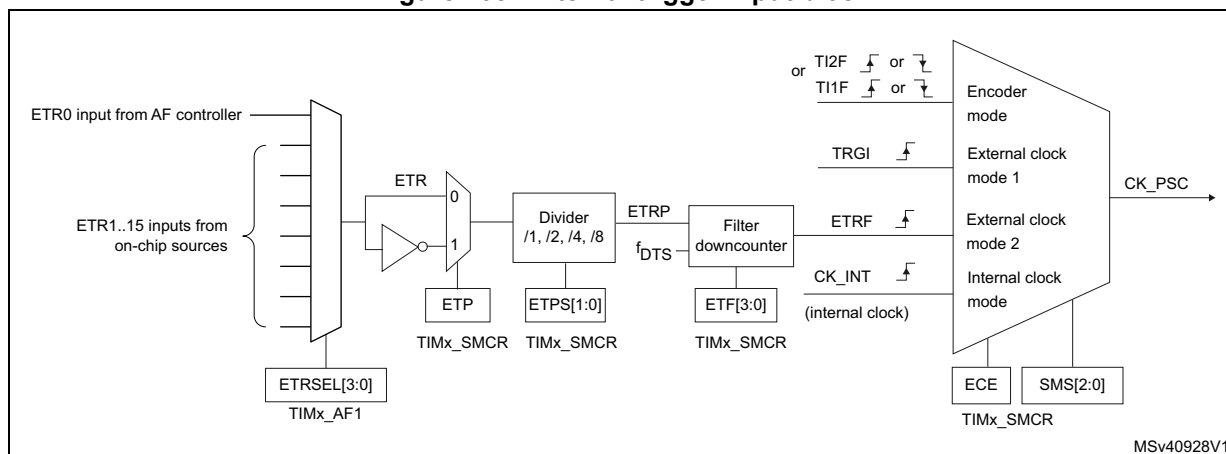 ETR0 input from AF controller
ETR1..15 inputs from
on-chip sources
ETRSEL[3:0]
TIMx_AF1
ETR
0
1
ETP
TIMx_SMCR
Divider
/1, /2, /4, /8
ETPS[1:0]
TIMx_SMCR
ETRP
fDTS
Filter
downcounter
ETF[3:0]
TIMx_SMCR
or TI2F or
TI1F or
TRGI
ETRF
CK_INT
(internal clock)
Encoder
mode
External clock
mode 1
External clock
mode 2
Internal clock
mode
CK_PSC
ECE
SMS[2:0]
TIMx_SMCR
MSv40928V1